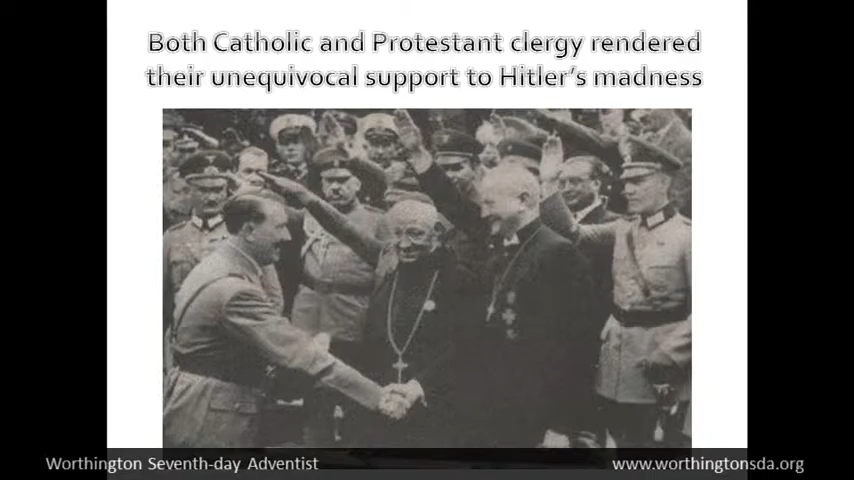 Both Catholic and Protestant clergy rendered
their unequivocal support to Hitler's madness
Worthington Seventh-day Adventist
www.worthingtonsda.org